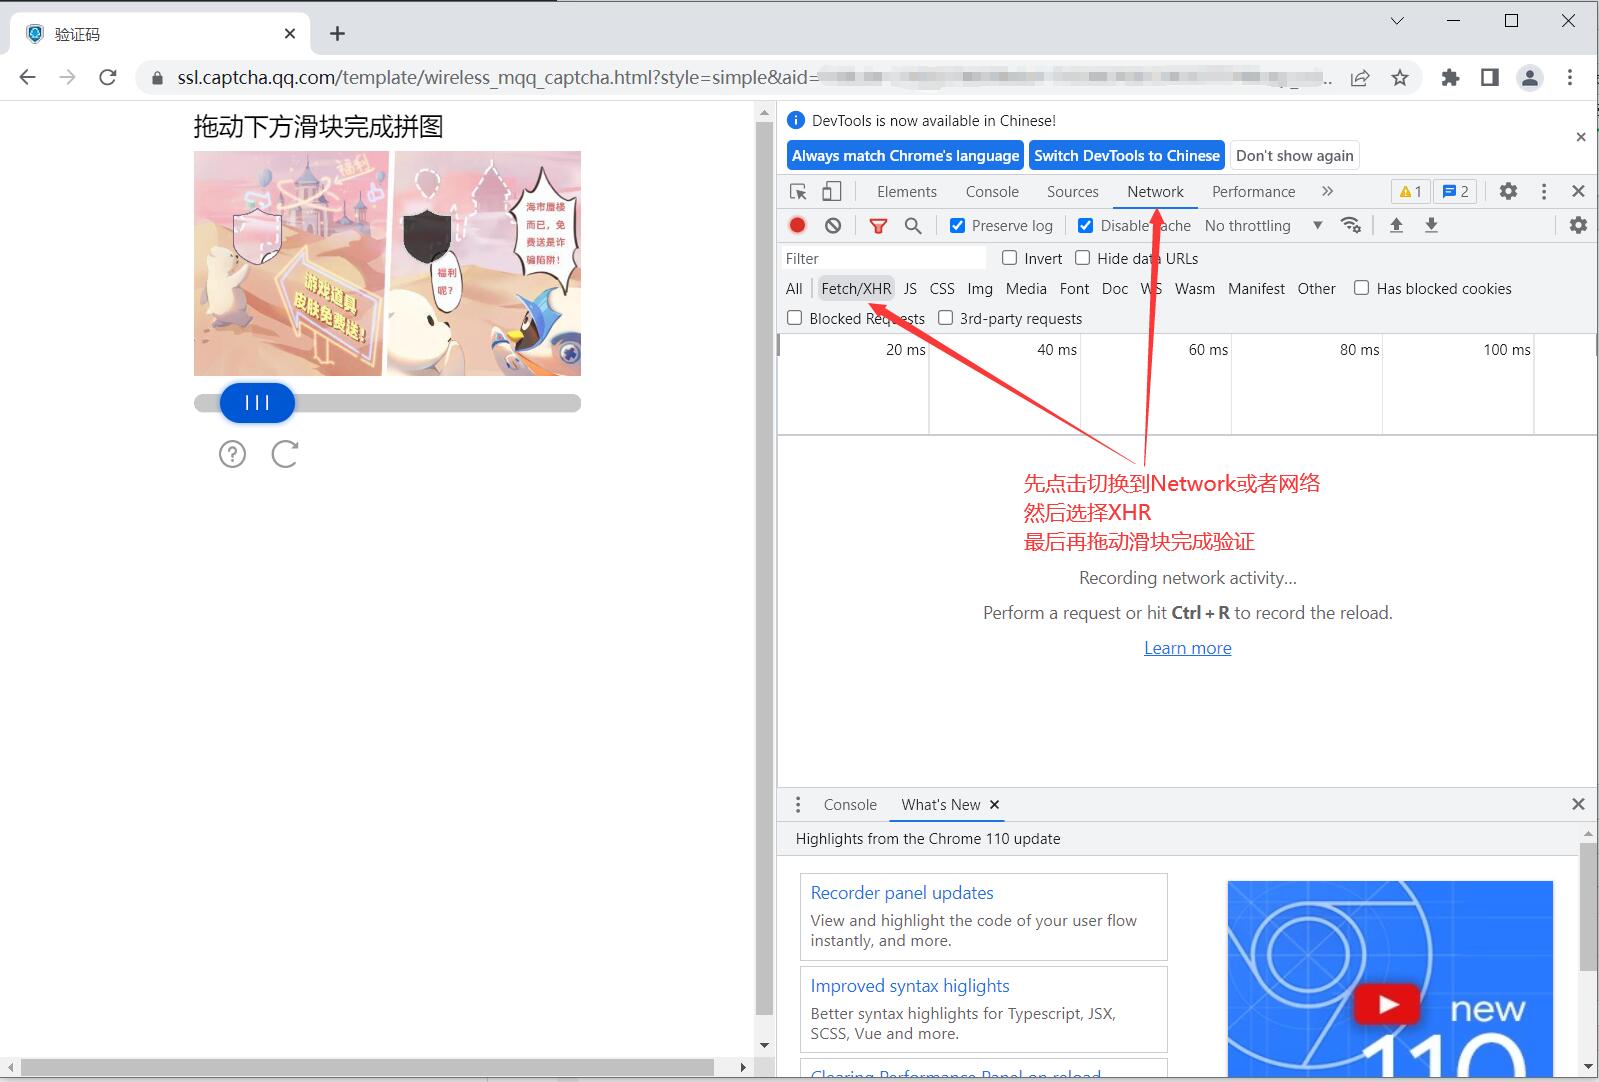 验证码
ssl.captcha.qq.com/template/wireless_mqq_captcha.html?style=simple&aid=
拖动下方滑块完成拼图
福利
海市蜃楼
而已，免
费送是诈
骗陷阱！
福利
呢？
游戏道具
皮肤免费送！
DevTools is now available in Chinese!
Always match Chrome's language
Switch DevTools to Chinese
Don't show again
Elements
Console
Sources
Network
Performance
1
2
Preserve log
Disable cache
No throttling
Filter
Invert
Hide data URLs
All
Fetch/XHR
JS
CSS
Img
Media
Font
Doc
WS
Wasm
Manifest
Other
Has blocked cookies
Blocked Requests
3rd-party requests
20 ms
40 ms
60 ms
80 ms
100 ms
先点击切换到Network或者网络
然后选择XHR
最后再拖动滑块完成验证
Recording network activity…
Perform a request or hit Ctrl + R to record the reload.
Learn more
Console
What's New
Highlights from the Chrome 110 update
Recorder panel updates
View and highlight the code of your user flow
instantly, and more.
Improved syntax higlights
Better syntax highlights for Typescript, JSX,
SCSS, Vue and more.
Clearing Performance Panel on reload
new
110